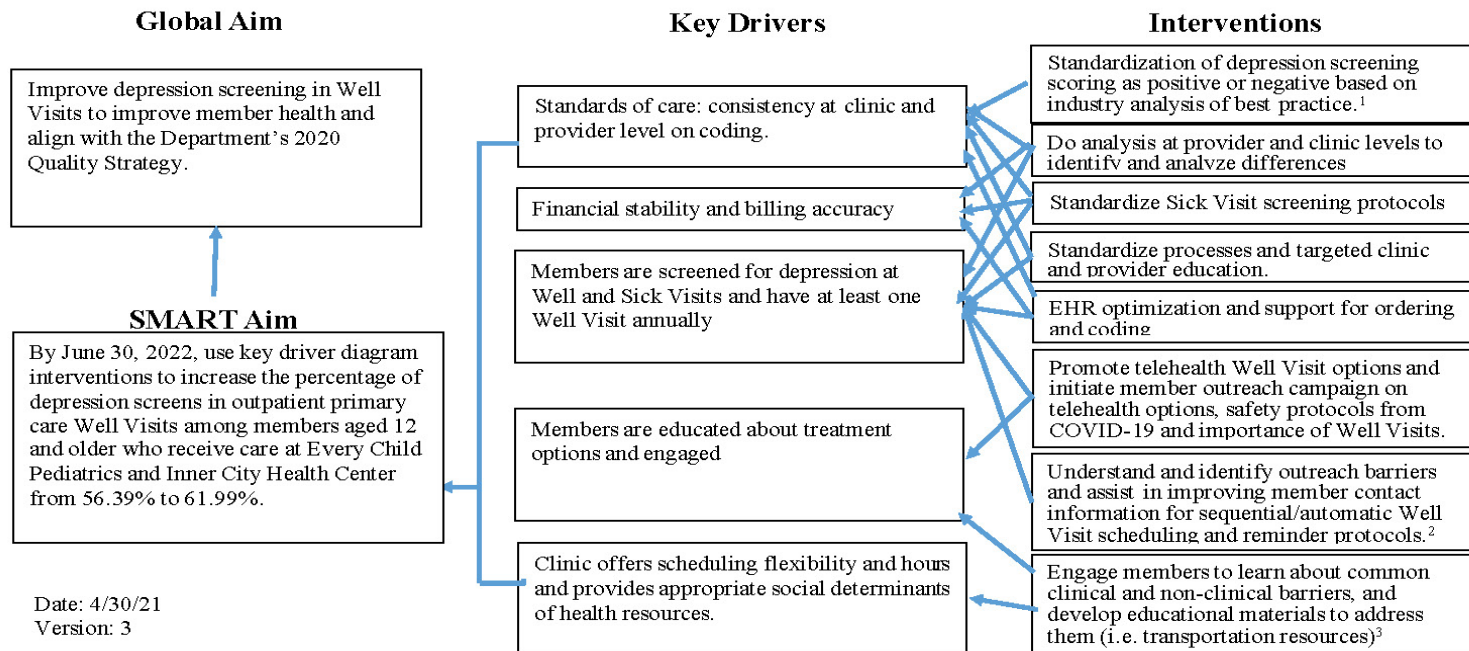 Global Aim
Improve depression screening in Well
Visits to improve member health and
align with the Department's 2020
Quality Strategy.
SMART Aim
By June 30, 2022, use key driver diagram
interventions to increase the percentage of
depression screens in outpatient primary
care Well Visits among members aged 12
and older who receive care at Every Child
Pediatrics and Inner City Health Center
from 56.39% to 61.99%.
Date: 4/30/21
Version: 3
Key Drivers
Standards of care: consistency at clinic and
provider level on coding.
Financial stability and billing accuracy
Members are screened for depression at
Well and Sick Visits and have at least one
Well Visit annually
Members are educated about treatment
options and engaged
Clinic offers scheduling flexibility and hours
and provides appropriate social determinants
of health resources.
Interventions
Standardization of depression screening
scoring as positive or negative based on
industry analysis of best practice.¹
Do analysis at provider and clinic levels to
identify and analyze differences
Standardize Sick Visit screening protocols
Standardize processes and targeted clinic
and provider education.
EHR optimization and support for ordering
and coding
Promote telehealth Well Visit options and
initiate member outreach campaign on
telehealth options, safety protocols from
COVID-19 and importance of Well Visits.
Understand and identify outreach barriers
and assist in improving member contact
information for sequential/automatic Well
Visit scheduling and reminder protocols.²
Engage members to learn about common
clinical and non-clinical barriers, and
develop educational materials to address
them (i.e. transportation resources)³